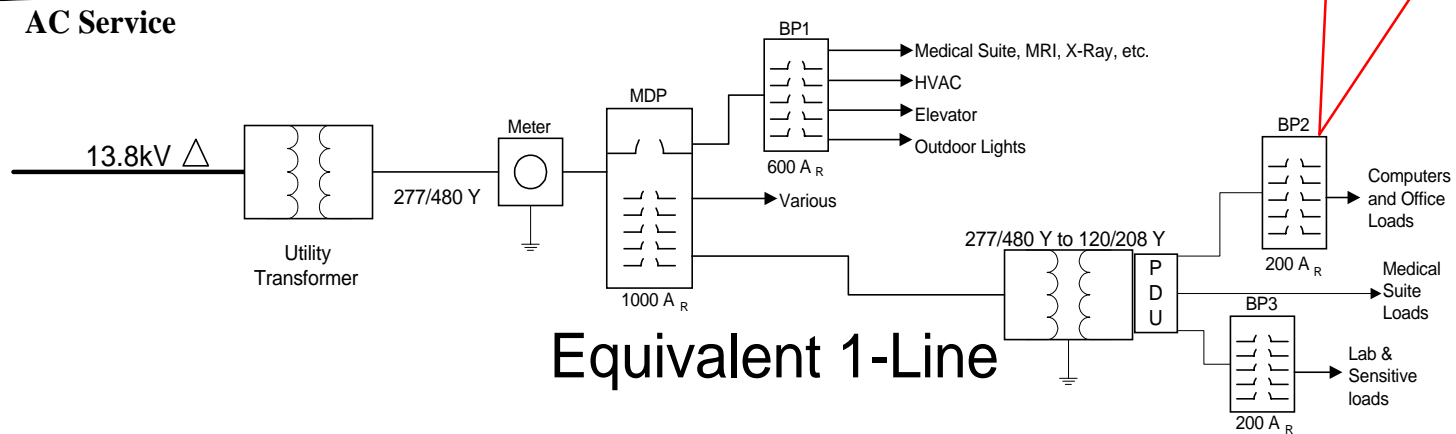 AC Service
13.8kV △
Utility
Transformer
277/480 Y
Meter
MDP
1000 A R
BP1
600 A R
Medical Suite, MRI, X-Ray, etc.
HVAC
Elevator
Outdoor Lights
Various
277/480 Y to 120/208 Y
P
D
U
BP2
200 A R
Computers
and Office
Loads
Medical
Suite
Loads
BP3
200 A R
Lab &
Sensitive
loads
Equivalent 1-Line